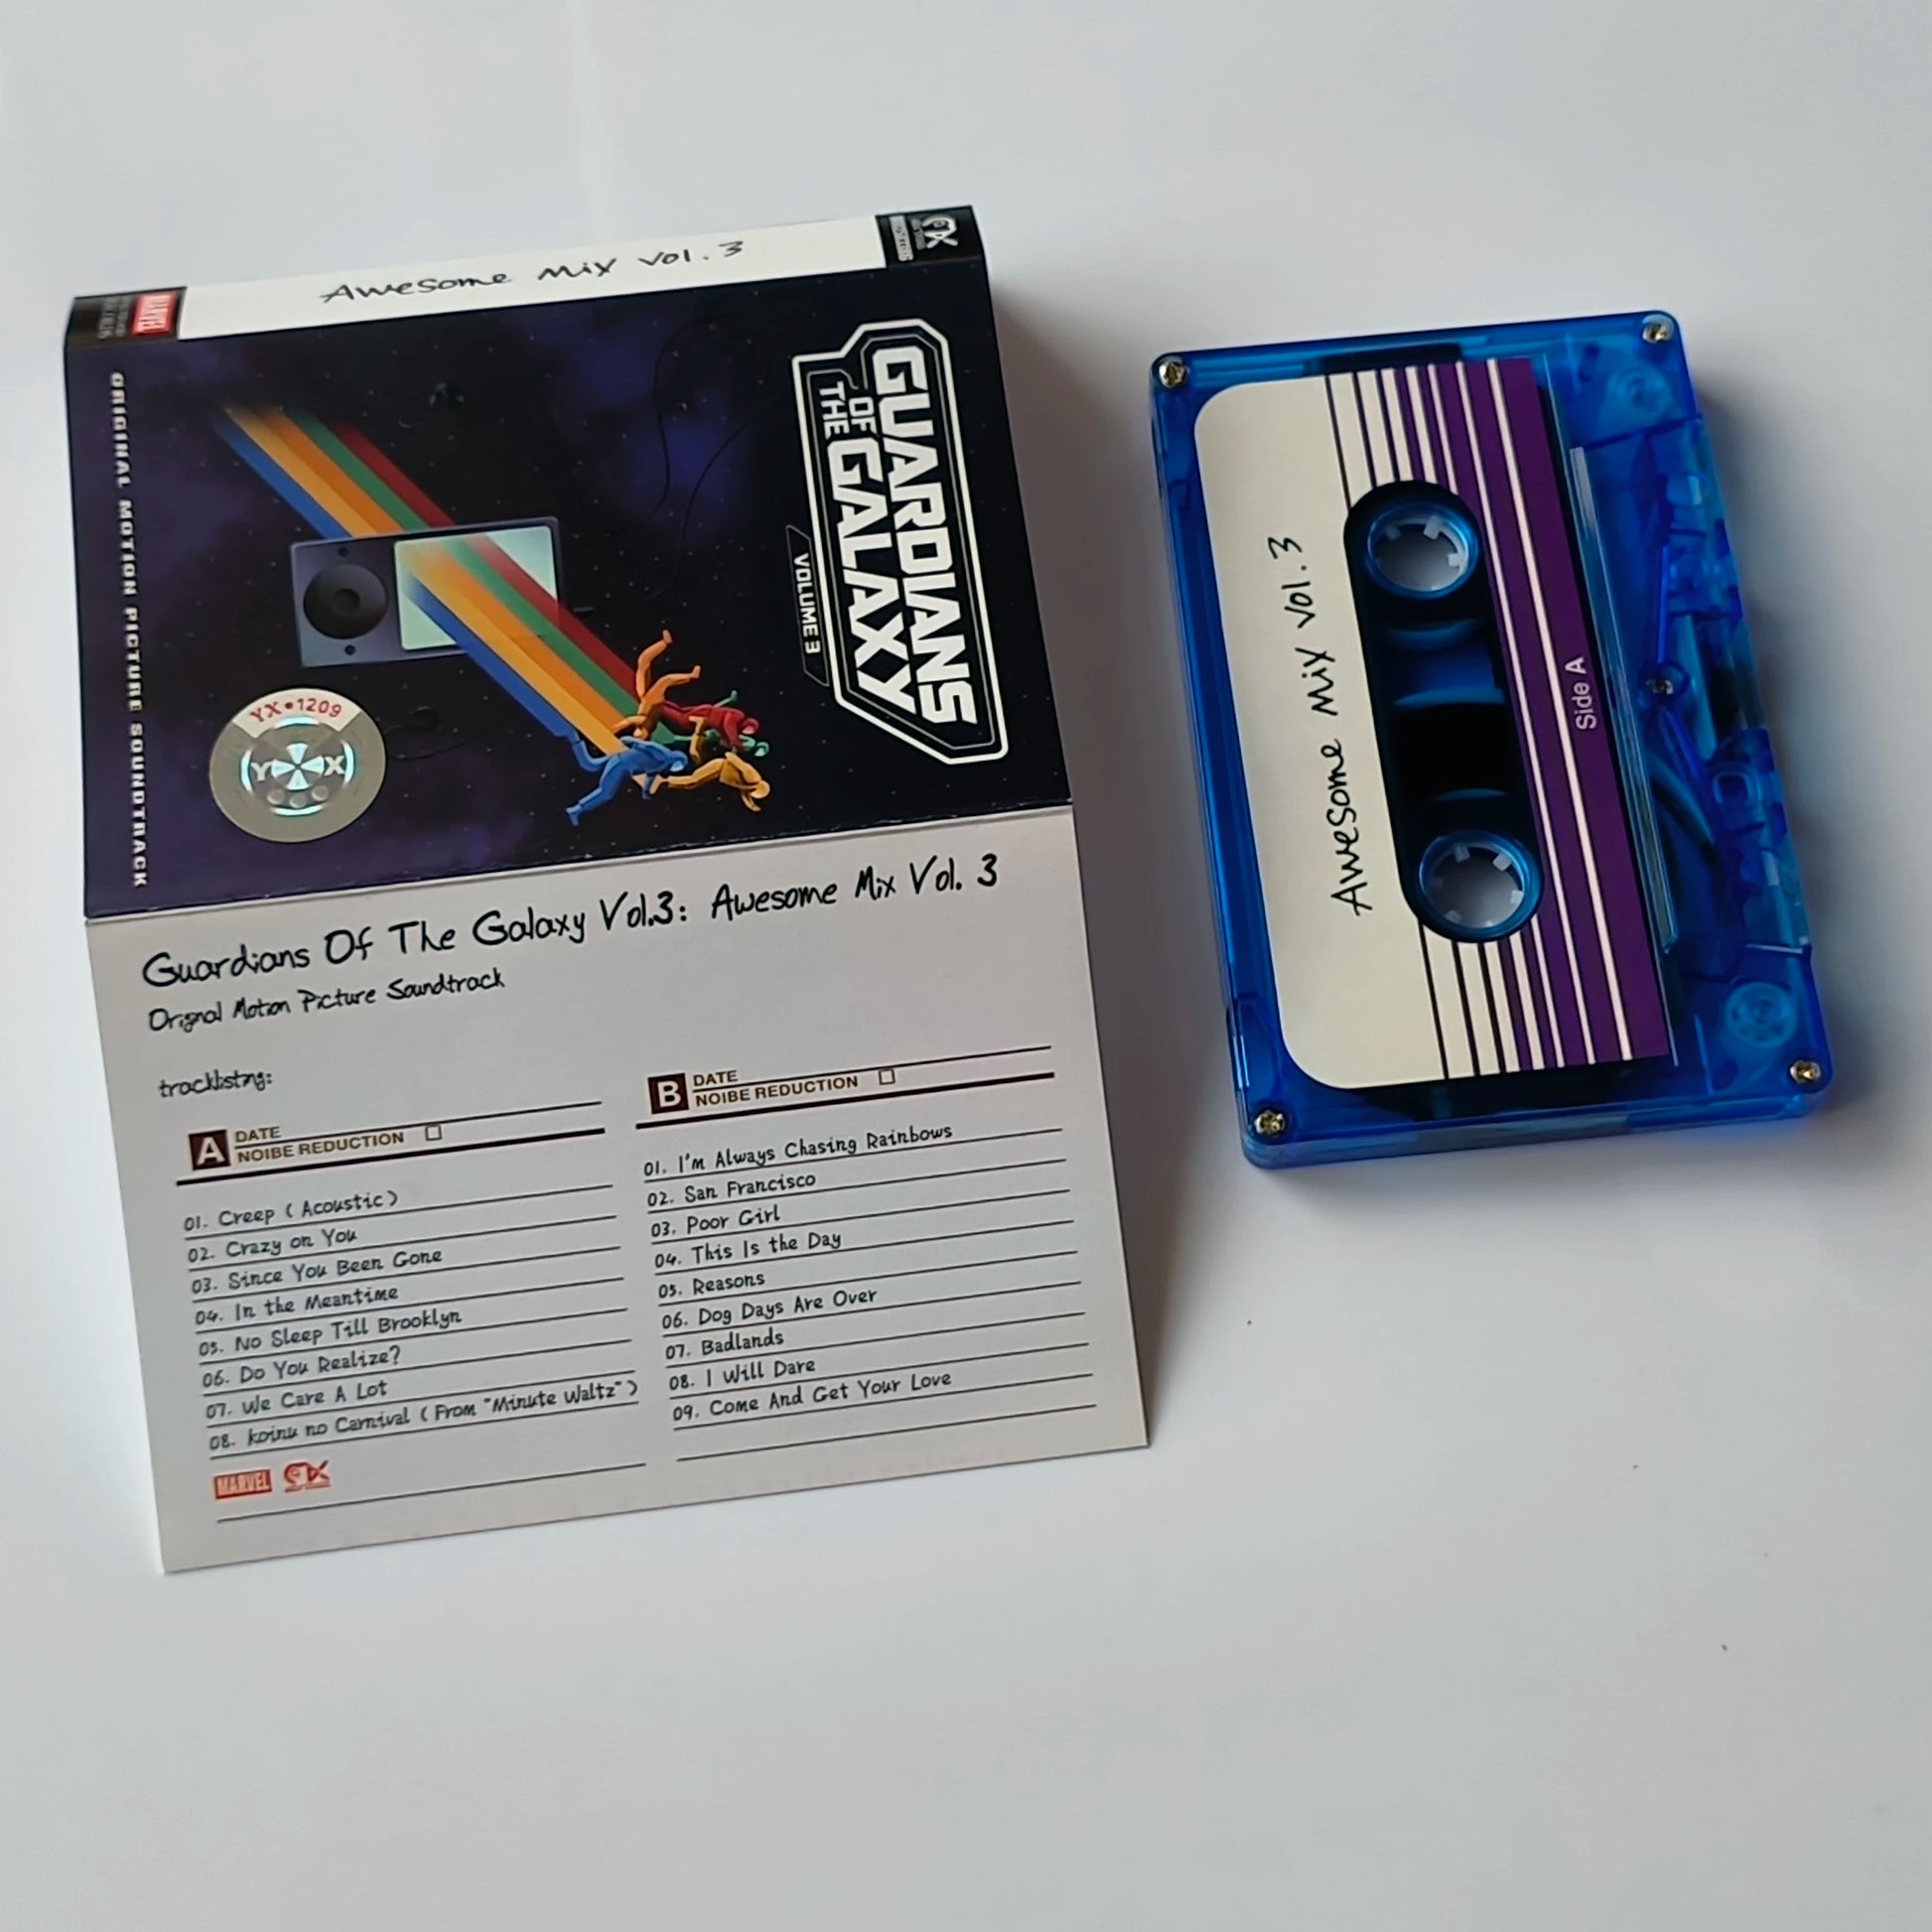 Awesome Mix Vol. 3
MARVEL
GUARDIANS
OF THE GALAXY
VOLUME 3
ORIGINAL MOTION PICTURE SOUNDTRACK
YX•1209
Y X
Guardians Of The Galaxy Vol.3: Awesome Mix Vol. 3
Orignal Motion Picture Soundtrack
tracklistng:
A DATE
NOIBE REDUCTION
01. Creep ( Acoustic )
02. Crazy on You
03. Since You Been Gone
04. In the Meantime
05. No Sleep Till Brooklyn
06. Do You Realize?
07. We Care A Lot
08. koinu no Carnival ( From "Minute Waltz" )
MARVEL
B DATE
NOIBE REDUCTION
01. I'm Always Chasing Rainbows
02. San Francisco
03. Poor Girl
04. This Is the Day
05. Reasons
06. Dog Days Are Over
07. Badlands
08. I Will Dare
09. Come And Get Your Love
Awesome Mix Vol. 3
Side A